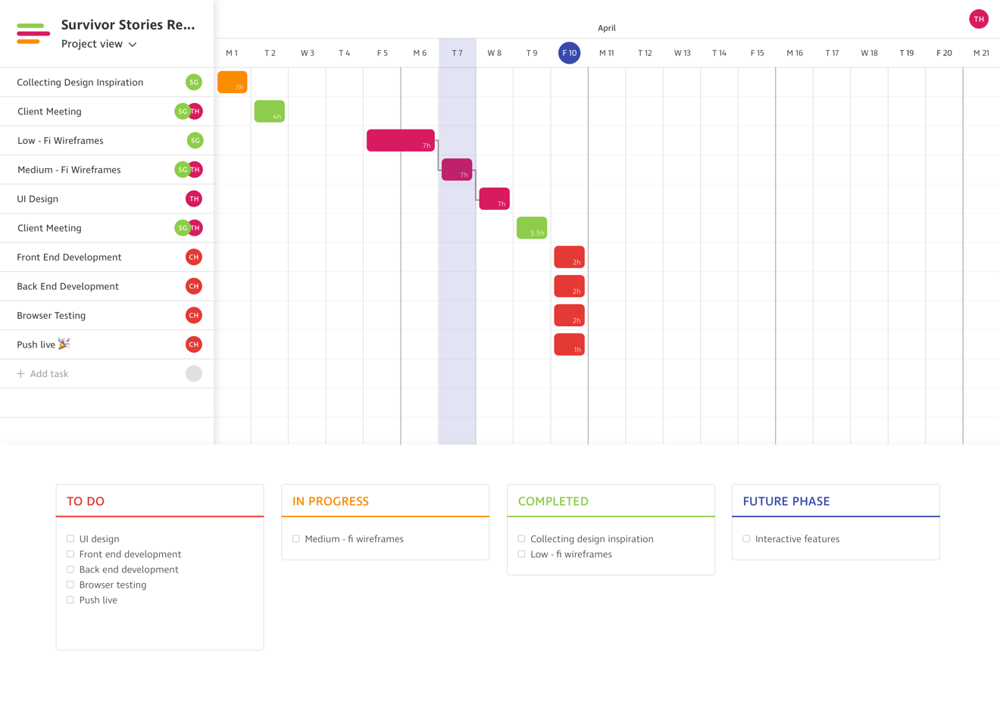 Survivor Stories Re...
Project view
April
TH
M 1 T 2 W 3 T 4 F 5 M 6 T 7 W 8 T 9 F 10 M 11 T 12 W 13 T 14 F 15 M 16 T 17 W 18 T 19 F 20 M 21
Collecting Design Inspiration SG 7h
Client Meeting SG TH 4h
Low - Fi Wireframes SG 7h
Medium - Fi Wireframes SG TH 7h
UI Design TH 7h
Client Meeting SG TH 3.5h
Front End Development CH 2h
Back End Development CH 2h
Browser Testing CH 2h
Push live 🎉 CH 1h
+ Add task
TO DO
UI design
Front end development
Back end development
Browser testing
Push live
IN PROGRESS
Medium - fi wireframes
COMPLETED
Collecting design inspiration
Low - fi wireframes
FUTURE PHASE
Interactive features